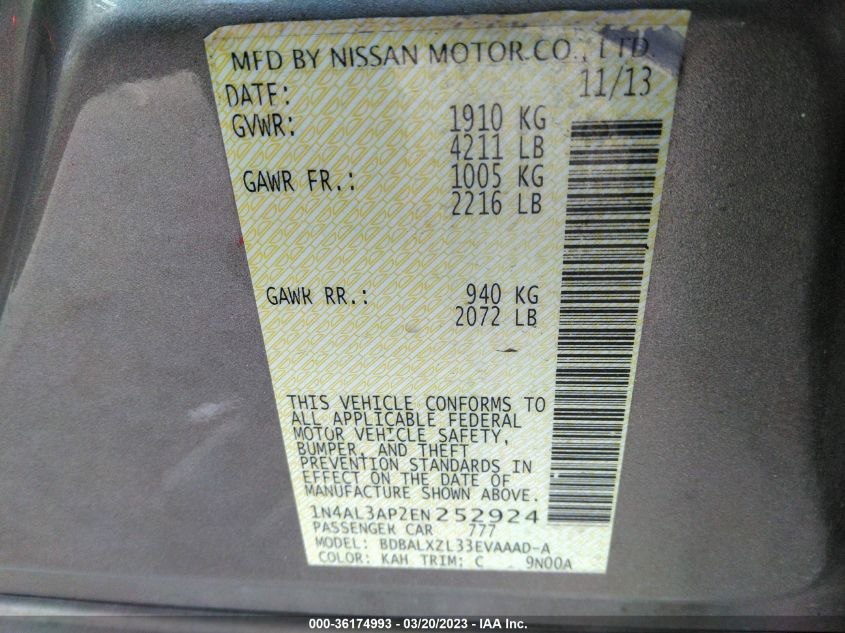 MFD BY NISSAN MOTOR CO., LTD.
DATE: 11/13
GVWR: 1910 KG
4211 LB
GAWR FR.: 1005 KG
2216 LB
GAWR RR.: 940 KG
2072 LB
THIS VEHICLE CONFORMS TO
ALL APPLICABLE FEDERAL
MOTOR VEHICLE SAFETY,
BUMPER, AND THEFT
PREVENTION STANDARDS IN
EFFECT ON THE DATE OF
MANUFACTURE SHOWN ABOVE.
1N4AL3AP2EN252924
PASSENGER CAR 777
MODEL: BDBALXZL33EVAAAD-A
COLOR: KAH TRIM: C 9N00A
000-36174993 - 03/20/2023 - IAA Inc.